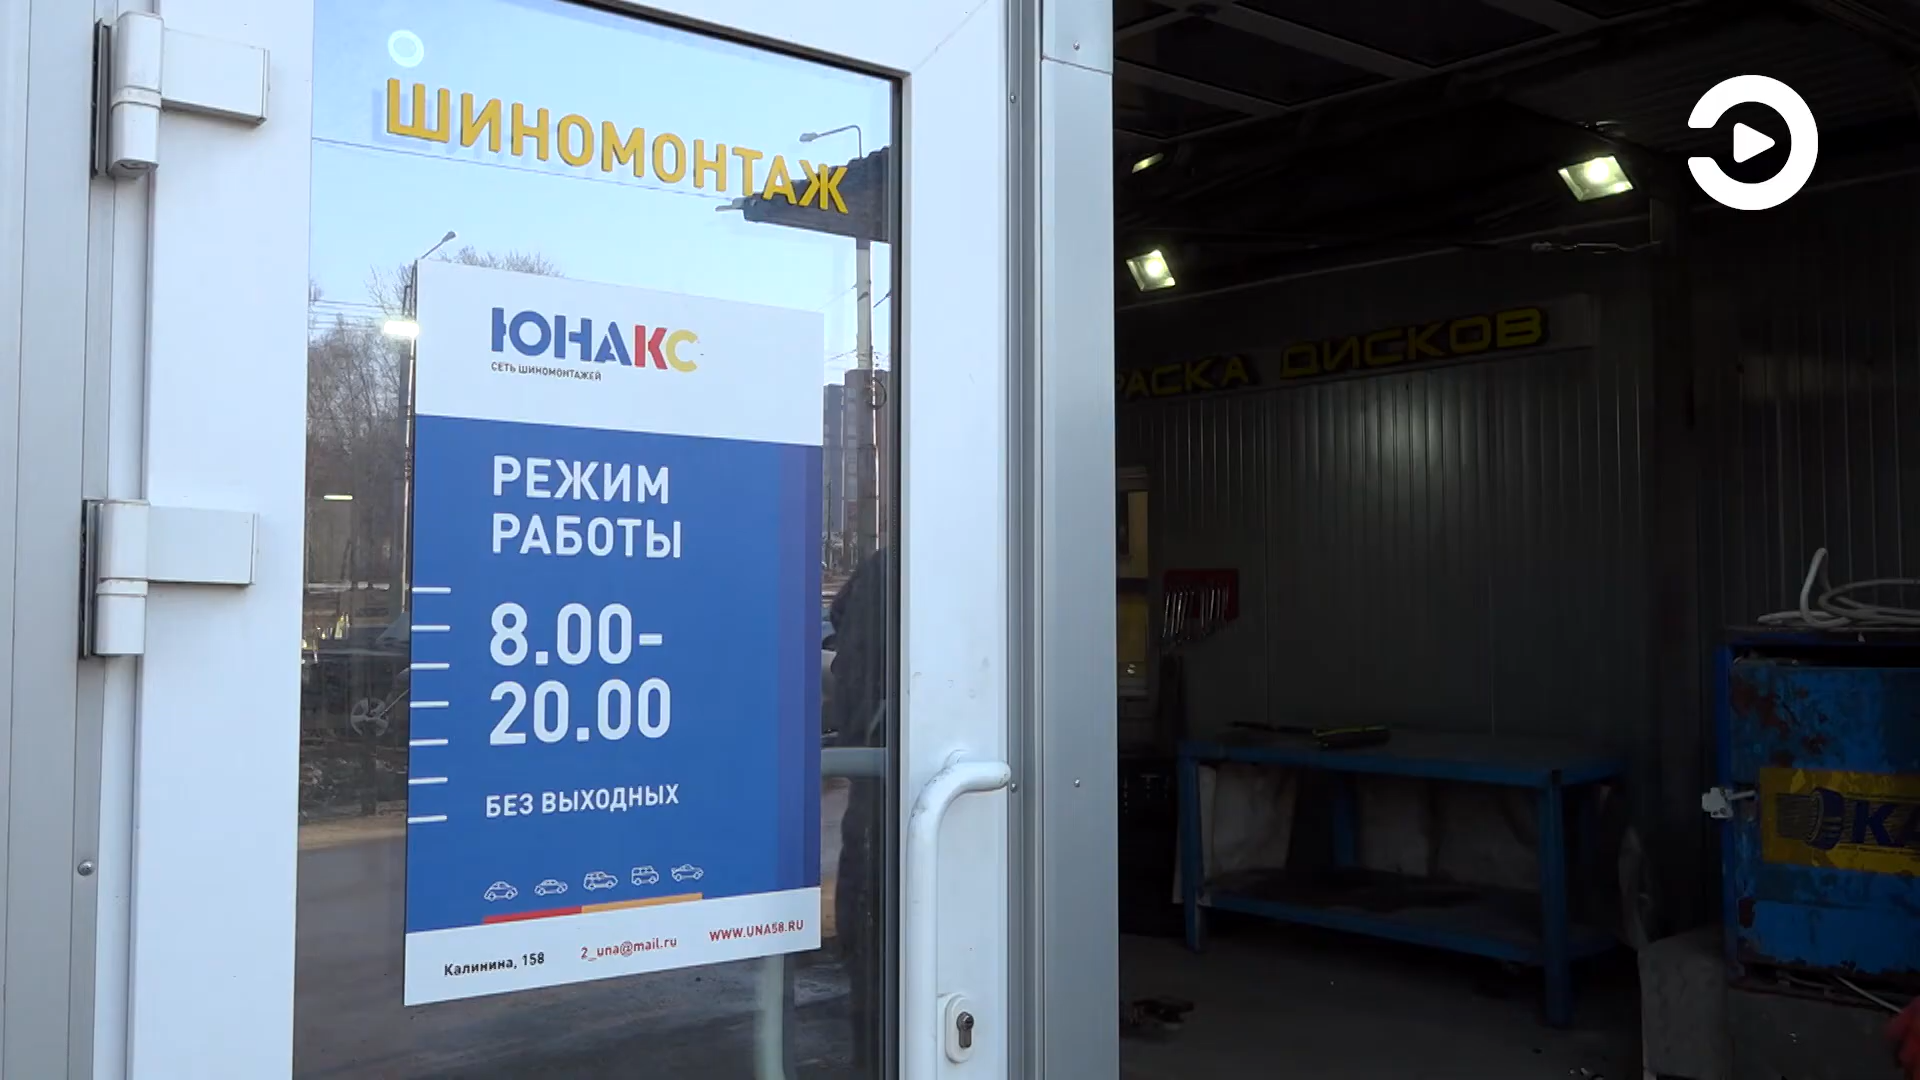 ШИНОМОНТАЖ
ЮНАКС
СЕТЬ ШИНОМОНТАЖЕЙ
РЕЖИМ
РАБОТЫ
8.00-
20.00
БЕЗ ВЫХОДНЫХ
Калинина, 158
2_una@mail.ru
WWW.UNA58.RU
ДИСКОВ